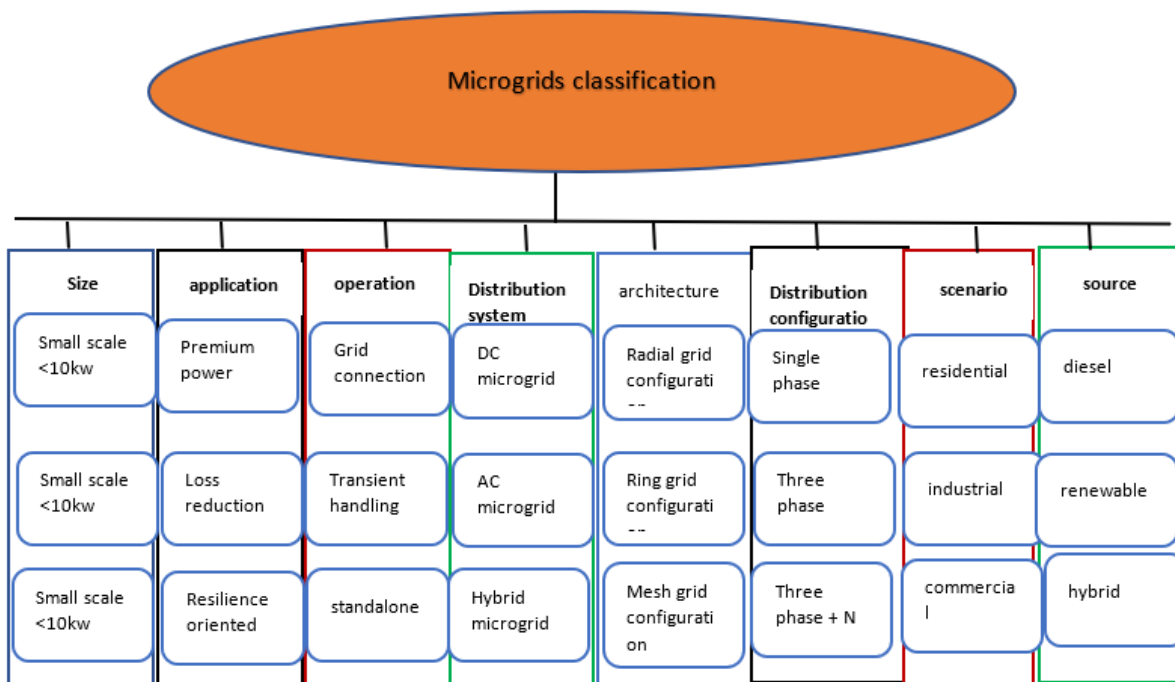 Microgrids classification
Size
Small scale
<10kw
Small scale
<10kw
Small scale
<10kw
application
Premium
power
Loss
reduction
Resilience
oriented
operation
Grid
connection
Transient
handling
standalone
Distribution
system
DC
microgrid
AC
microgrid
Hybrid
microgrid
architecture
Radial grid
configurati
Ring grid
configurati
Mesh grid
configurati
on
Distribution
configuratio
Single
phase
Three
phase
Three
phase + N
scenario
residential
industrial
commercia
l
source
diesel
renewable
hybrid